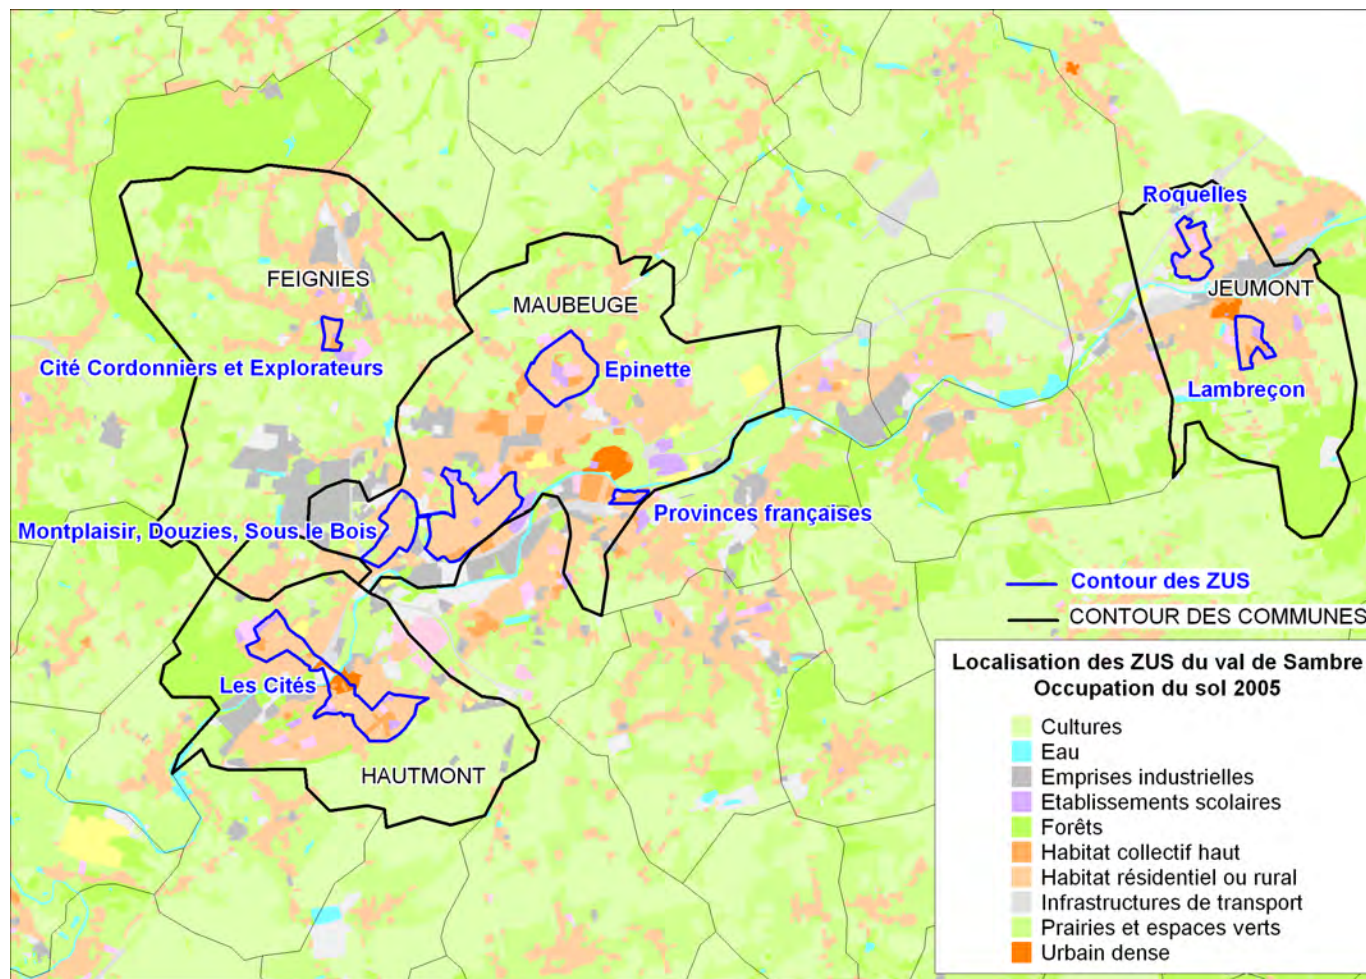 Roquelles
FEIGNIES
JEUMONT
MAUBEUGE
Cité Cordonniers et Explorateurs
Epinette
Lambreçon
Provinces françaises
Montplaisir, Douzies, Sous le Bois
Contour des ZUS
CONTOUR DES COMMUNES
Les Cités
HAUTMONT
Localisation des ZUS du val de Sambre
Occupation du sol 2005
Cultures
Eau
Emprises industrielles
Etablissements scolaires
Forêts
Habitat collectif haut
Habitat résidentiel ou rural
Infrastructures de transport
Prairies et espaces verts
Urbain dense